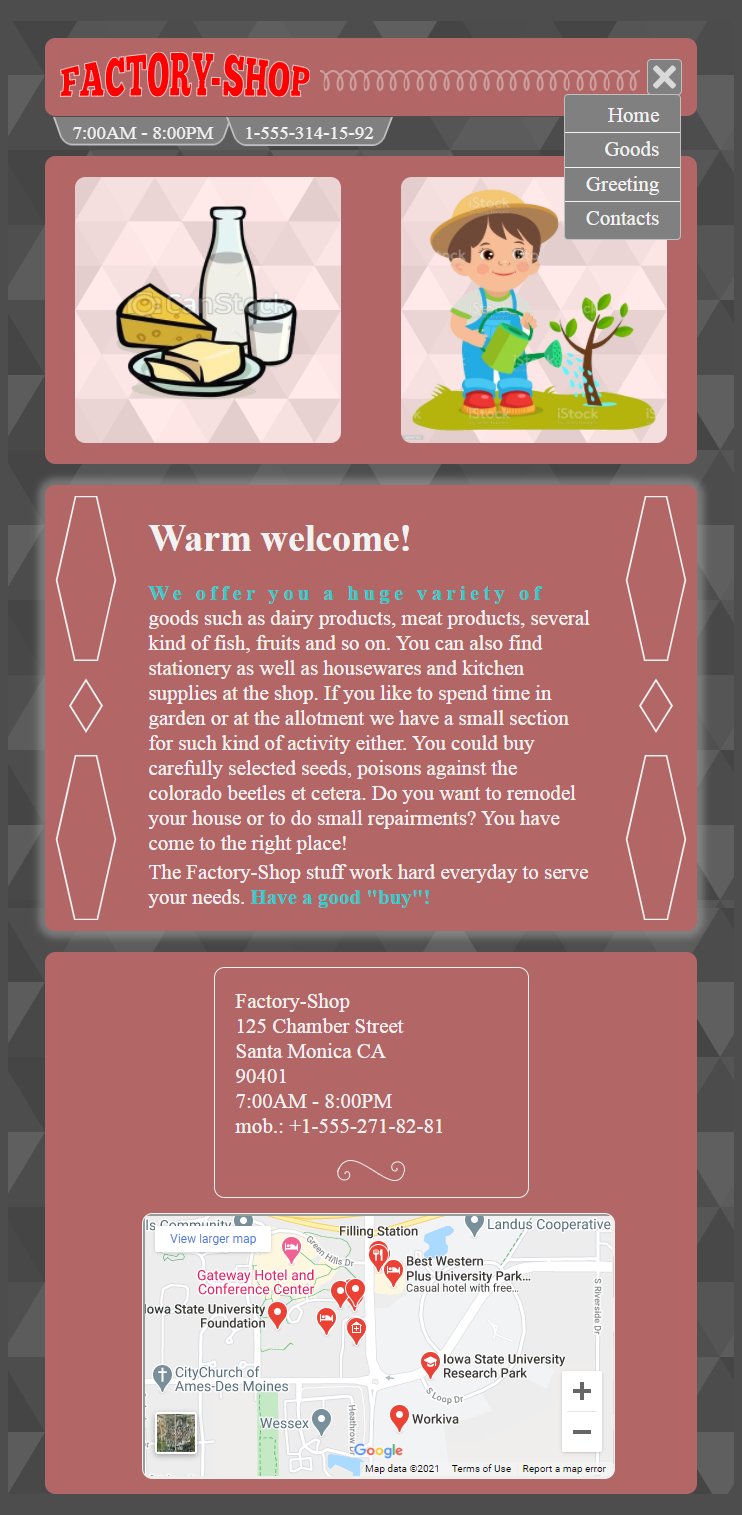 FACTORY-SHOP
7:00AM - 8:00PM
1-555-314-15-92
Home
Goods
Greeting
Contacts
CanStock
iStock
iStock
iStock
iStock
iStock
Warm welcome!
We offer you a huge variety of
goods such as dairy products, meat products, several
kind of fish, fruits and so on. You can also find
stationery as well as housewares and kitchen
supplies at the shop. If you like to spend time in
garden or at the allotment we have a small section
for such kind of activity either. You could buy
carefully selected seeds, poisons against the
colorado beetles et cetera. Do you want to remodel
your house or to do small repairments? You have
come to the right place!
The Factory-Shop stuff work hard everyday to serve
your needs. Have a good "buy"!
Factory-Shop
125 Chamber Street
Santa Monica CA
90401
7:00AM - 8:00PM
mob.: +1-555-271-82-81
ls Community
Landus Cooperative
Filling Station
View larger map
Green Hills Dr
Best Western
Plus University Park...
Casual hotel with free...
Gateway Hotel and
Conference Center
S Riverside Dr
Iowa State University
Foundation
Iowa State University
Research Park
CityChurch of
Ames-Des Moines
S Loop Dr
Heathrow
Wessex
Workiva
Google
Map data ©2021
Terms of Use
Report a map error